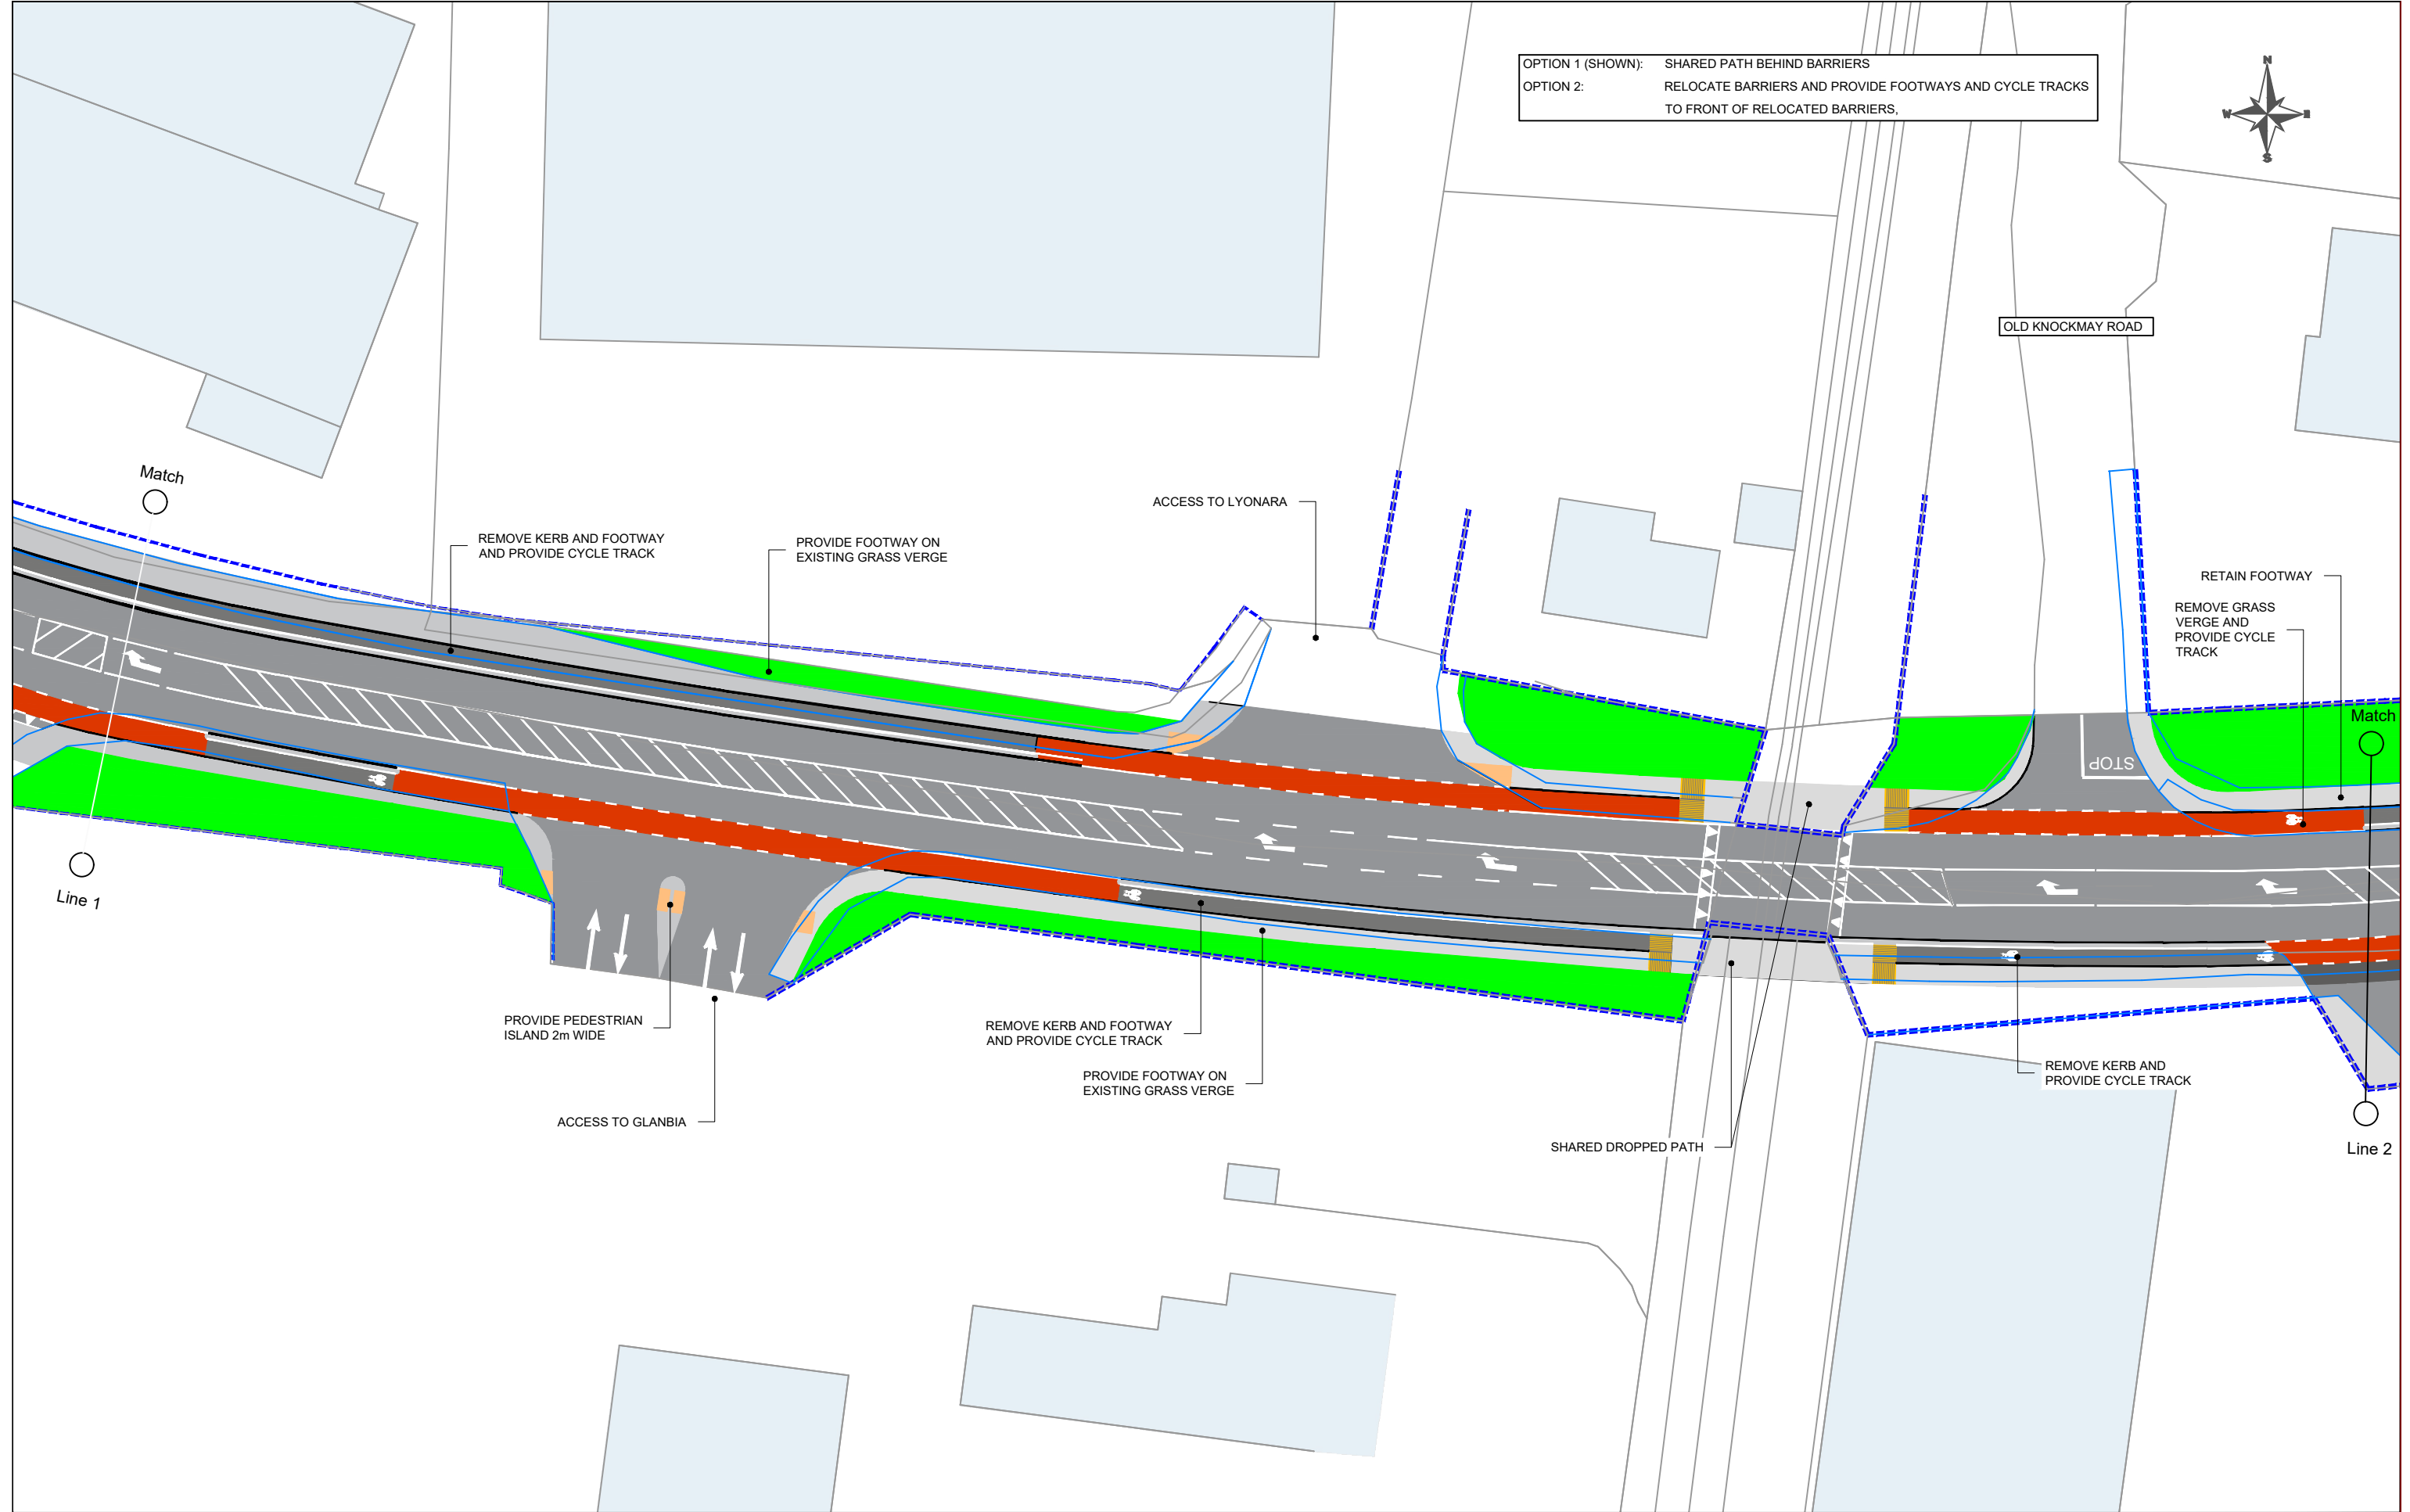 OPTION 1 (SHOWN): SHARED PATH BEHIND BARRIERS
OPTION 2: RELOCATE BARRIERS AND PROVIDE FOOTWAYS AND CYCLE TRACKS
TO FRONT OF RELOCATED BARRIERS,
N
W
E
S
OLD KNOCKMAY ROAD
Match
ACCESS TO LYONARA
REMOVE KERB AND FOOTWAY
AND PROVIDE CYCLE TRACK
PROVIDE FOOTWAY ON
EXISTING GRASS VERGE
RETAIN FOOTWAY
REMOVE GRASS
VERGE AND
PROVIDE CYCLE
TRACK
Match
STOP
Line 1
PROVIDE PEDESTRIAN
ISLAND 2m WIDE
REMOVE KERB AND FOOTWAY
AND PROVIDE CYCLE TRACK
PROVIDE FOOTWAY ON
EXISTING GRASS VERGE
REMOVE KERB AND
PROVIDE CYCLE TRACK
ACCESS TO GLANBIA
SHARED DROPPED PATH
Line 2